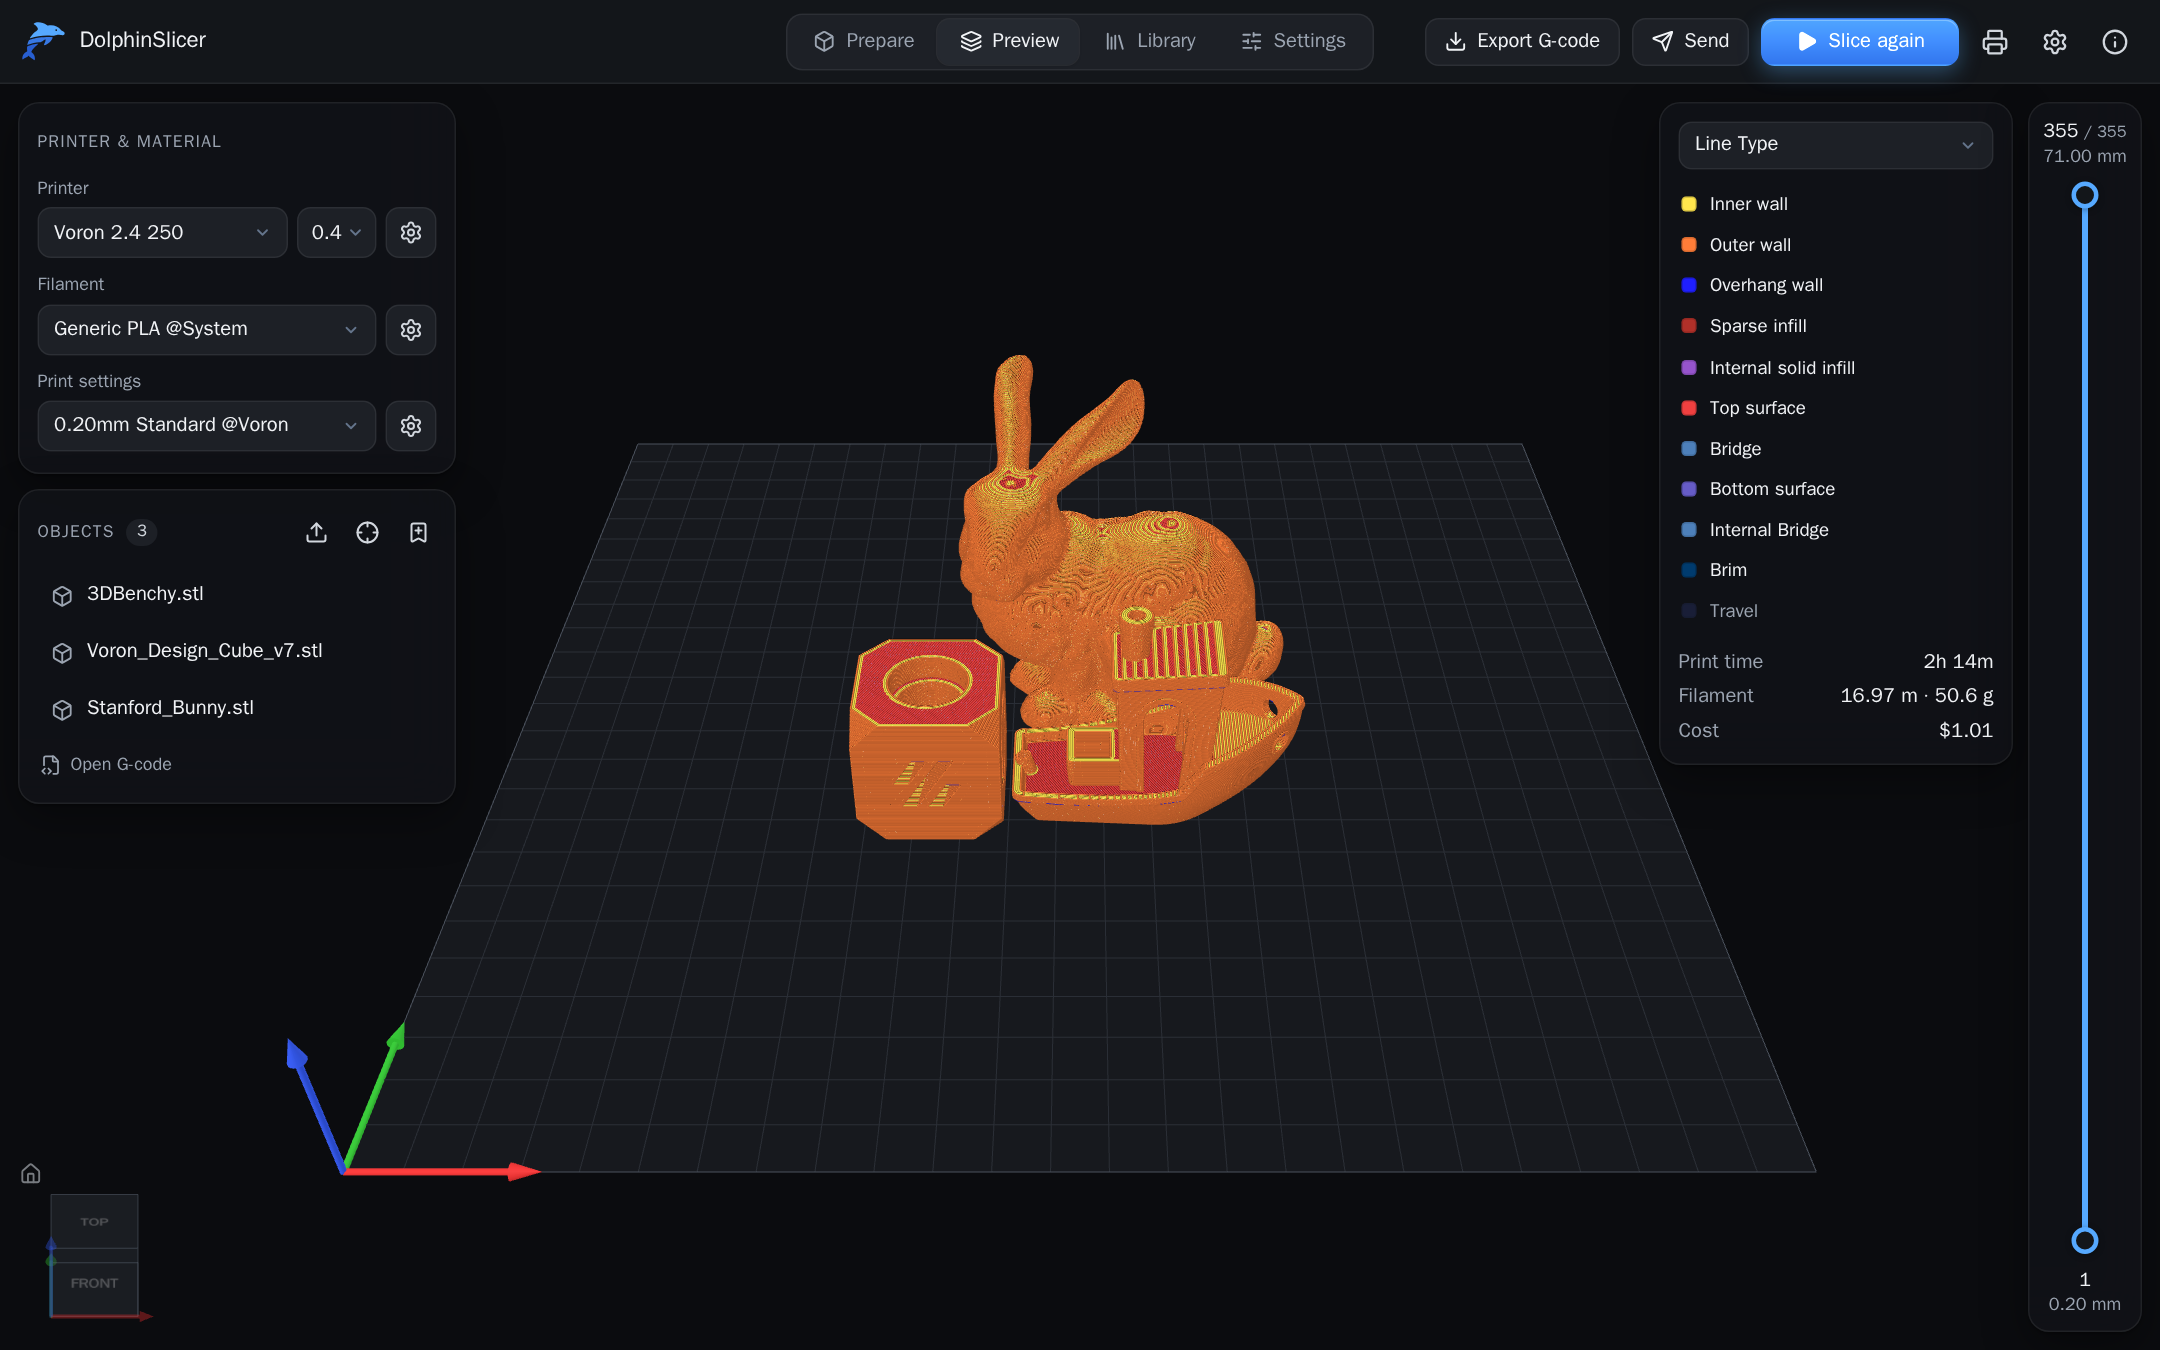 DolphinSlicer
Prepare
Preview
Library
Settings
Export G-code
Send
Slice again
PRINTER & MATERIAL
Printer
Voron 2.4 250
0.4
Filament
Generic PLA @System
Print settings
0.20mm Standard @Voron
OBJECTS 3
3DBenchy.stl
Voron_Design_Cube_v7.stl
Stanford_Bunny.stl
Open G-code
TOP
FRONT
Line Type
Inner wall
Outer wall
Overhang wall
Sparse infill
Internal solid infill
Top surface
Bridge
Bottom surface
Internal Bridge
Brim
Travel
Print time 2h 14m
Filament 16.97 m · 50.6 g
Cost $1.01
355 / 355
71.00 mm
1
0.20 mm